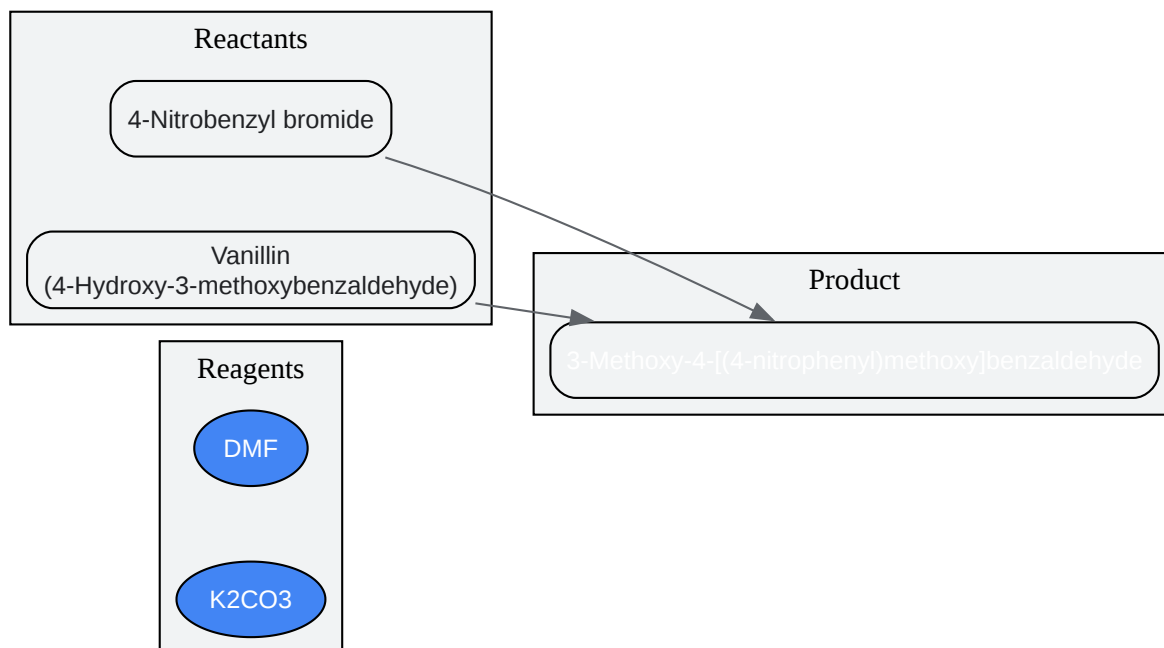 Reactants
4-Nitrobenzyl bromide
Vanillin
(4-Hydroxy-3-methoxybenzaldehyde)
Product
3-Methoxy-4-[(4-nitrophenyl)methoxy]benzaldehyde
Reagents
DMF
K2CO3